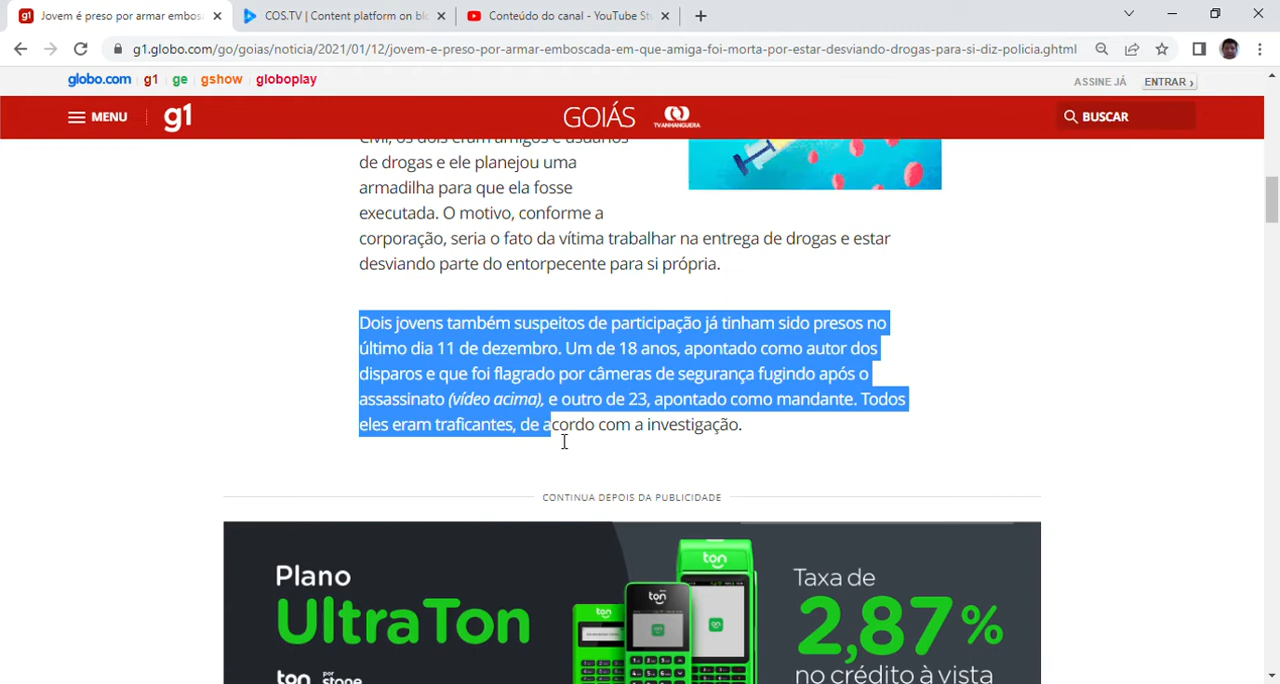 Jovem é preso por armar embos
COS.TV | Content platform on blo
Conteúdo do canal - YouTube St
g1.globo.com/go/goias/noticia/2021/01/12/jovem-e-preso-por-armar-emboscada-em-que-amiga-foi-morta-por-estar-desviando-drogas-para-si-diz-policia.ghtml
globo.com g1 ge gshow globoplay
ASSINE JÁ ENTRAR ›
MENU g1 GOIÁS TV ANHANGUERA BUSCAR
Civil, os dois eram amigos e usuários
de drogas e ele planejou uma
armadilha para que ela fosse
executada. O motivo, conforme a
corporação, seria o fato da vítima trabalhar na entrega de drogas e estar
desviando parte do entorpecente para si própria.
Dois jovens também suspeitos de participação já tinham sido presos no
último dia 11 de dezembro. Um de 18 anos, apontado como autor dos
disparos e que foi flagrado por câmeras de segurança fugindo após o
assassinato (vídeo acima), e outro de 23, apontado como mandante. Todos
eles eram traficantes, de acordo com a investigação.
CONTINUA DEPOIS DA PUBLICIDADE
Plano
UltraTon
ton por
stone
ton
ton
ton
Taxa de
2,87%
no crédito à vista